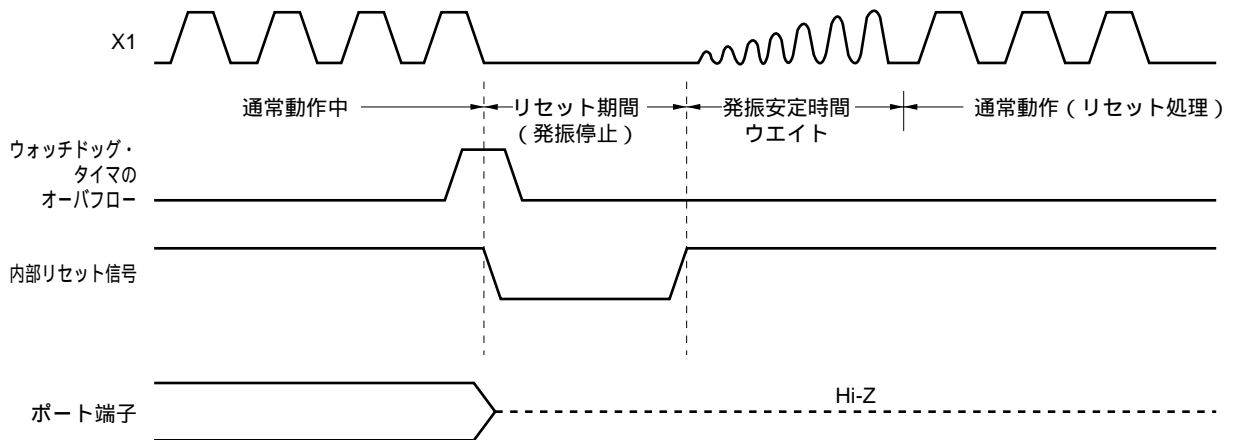 X1
通常動作中
リセット期間
(発振停止)
発振安定時間
ウエイト
通常動作(リセット処理)
ウォッチドッグ・
タイマの
オーバフロー
内部リセット信号
ポート端子
Hi-Z